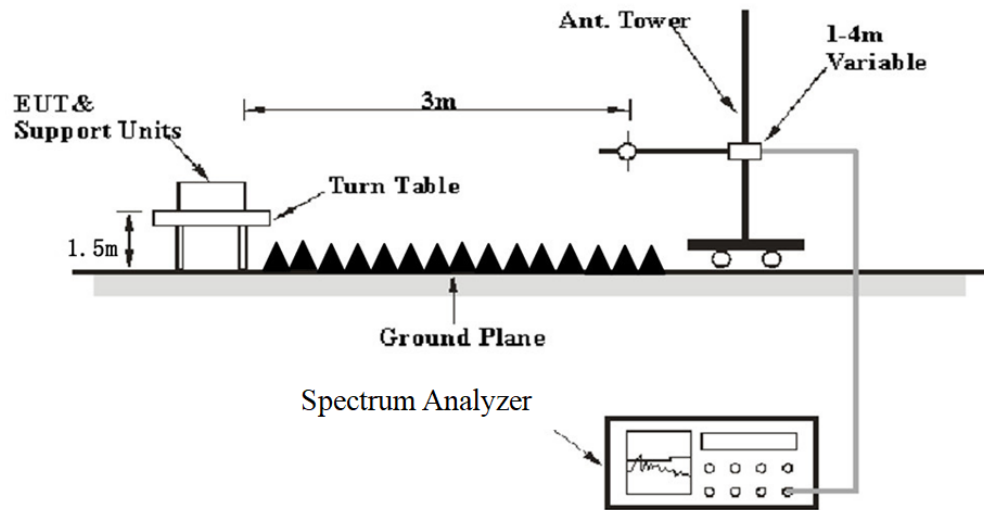 Ant. Tower
1-4m
Variable
3m
EUT&
Support Units
Turn Table
1.5m
Ground Plane
Spectrum Analyzer